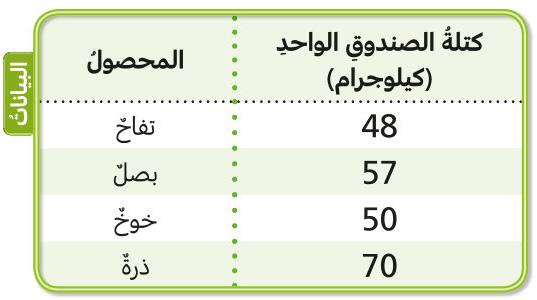 البيانات
المحصولُ
كتلةُ الصندوقِ الواحدِ
(كيلوجرام)
تفاحٌ 48
بصلٌ 57
خوخٌ 50
ذرةٌ 70